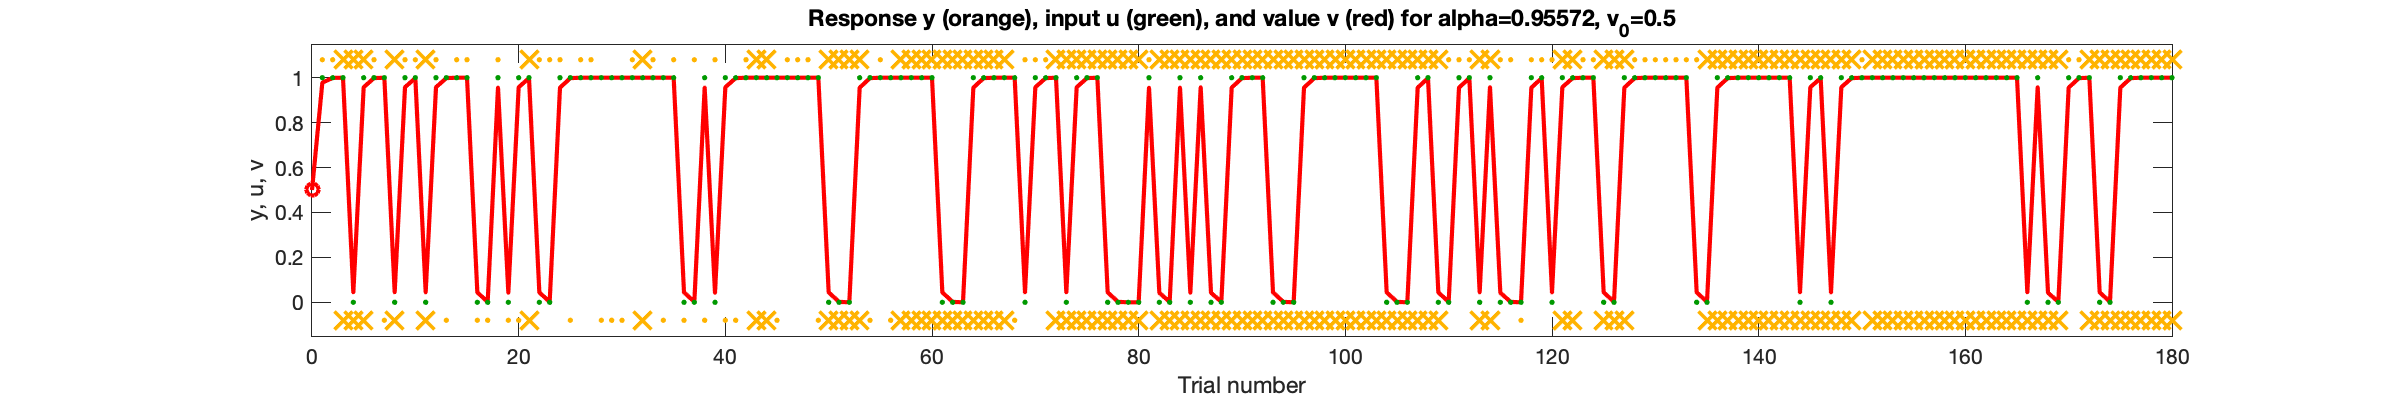 Response y (orange), input u (green), and value v (red) for alpha=0.95572, v_0=0.5
y, u, v
1
0.8
0.6
0.4
0.2
0
0 20 40 60 80 100 120 140 160 180
Trial number